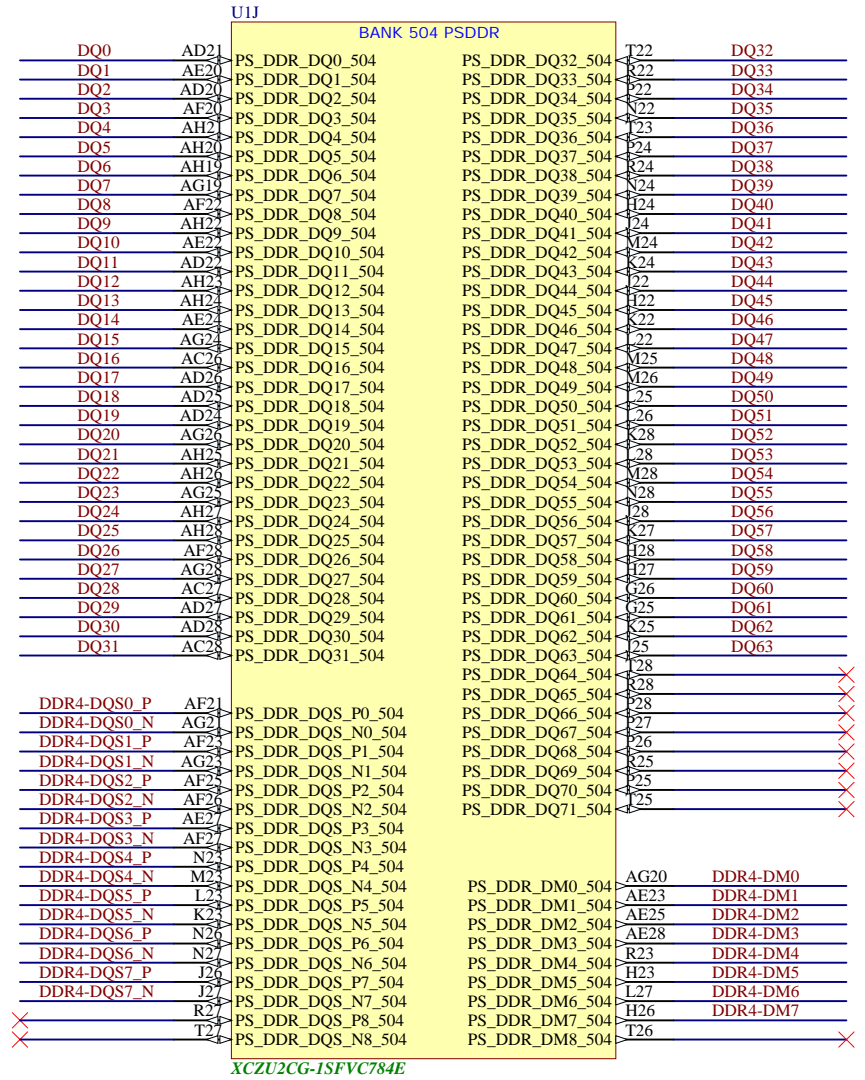 U1J
BANK 504 PSDDR
DQ0 AD21 PS_DDR_DQ0_504 PS_DDR_DQ32_504 T22 DQ32
DQ1 AE20 PS_DDR_DQ1_504 PS_DDR_DQ33_504 R22 DQ33
DQ2 AD20 PS_DDR_DQ2_504 PS_DDR_DQ34_504 P22 DQ34
DQ3 AF20 PS_DDR_DQ3_504 PS_DDR_DQ35_504 N22 DQ35
DQ4 AH21 PS_DDR_DQ4_504 PS_DDR_DQ36_504 T23 DQ36
DQ5 AH20 PS_DDR_DQ5_504 PS_DDR_DQ37_504 P24 DQ37
DQ6 AH19 PS_DDR_DQ6_504 PS_DDR_DQ38_504 R24 DQ38
DQ7 AG19 PS_DDR_DQ7_504 PS_DDR_DQ39_504 N24 DQ39
DQ8 AF22 PS_DDR_DQ8_504 PS_DDR_DQ40_504 H24 DQ40
DQ9 AH22 PS_DDR_DQ9_504 PS_DDR_DQ41_504 J24 DQ41
DQ10 AE22 PS_DDR_DQ10_504 PS_DDR_DQ42_504 M24 DQ42
DQ11 AD22 PS_DDR_DQ11_504 PS_DDR_DQ43_504 K24 DQ43
DQ12 AH23 PS_DDR_DQ12_504 PS_DDR_DQ44_504 J22 DQ44
DQ13 AH24 PS_DDR_DQ13_504 PS_DDR_DQ45_504 H22 DQ45
DQ14 AE24 PS_DDR_DQ14_504 PS_DDR_DQ46_504 K22 DQ46
DQ15 AG24 PS_DDR_DQ15_504 PS_DDR_DQ47_504 L22 DQ47
DQ16 AC26 PS_DDR_DQ16_504 PS_DDR_DQ48_504 M25 DQ48
DQ17 AD26 PS_DDR_DQ17_504 PS_DDR_DQ49_504 M26 DQ49
DQ18 AD25 PS_DDR_DQ18_504 PS_DDR_DQ50_504 L25 DQ50
DQ19 AD24 PS_DDR_DQ19_504 PS_DDR_DQ51_504 L26 DQ51
DQ20 AG26 PS_DDR_DQ20_504 PS_DDR_DQ52_504 K28 DQ52
DQ21 AH25 PS_DDR_DQ21_504 PS_DDR_DQ53_504 L28 DQ53
DQ22 AH26 PS_DDR_DQ22_504 PS_DDR_DQ54_504 M28 DQ54
DQ23 AG25 PS_DDR_DQ23_504 PS_DDR_DQ55_504 N28 DQ55
DQ24 AH27 PS_DDR_DQ24_504 PS_DDR_DQ56_504 J28 DQ56
DQ25 AH28 PS_DDR_DQ25_504 PS_DDR_DQ57_504 K27 DQ57
DQ26 AF28 PS_DDR_DQ26_504 PS_DDR_DQ58_504 H28 DQ58
DQ27 AG28 PS_DDR_DQ27_504 PS_DDR_DQ59_504 H27 DQ59
DQ28 AC27 PS_DDR_DQ28_504 PS_DDR_DQ60_504 G26 DQ60
DQ29 AD27 PS_DDR_DQ29_504 PS_DDR_DQ61_504 G25 DQ61
DQ30 AD28 PS_DDR_DQ30_504 PS_DDR_DQ62_504 K25 DQ62
DQ31 AC28 PS_DDR_DQ31_504 PS_DDR_DQ63_504 J25 DQ63
PS_DDR_DQ64_504 T28
PS_DDR_DQ65_504 R28
DDR4-DQS0_P AF21 PS_DDR_DQS_P0_504 PS_DDR_DQ66_504 P28
DDR4-DQS0_N AG21 PS_DDR_DQS_N0_504 PS_DDR_DQ67_504 P27
DDR4-DQS1_P AF23 PS_DDR_DQS_P1_504 PS_DDR_DQ68_504 P26
DDR4-DQS1_N AG23 PS_DDR_DQS_N1_504 PS_DDR_DQ69_504 R25
DDR4-DQS2_P AF25 PS_DDR_DQS_P2_504 PS_DDR_DQ70_504 P25
DDR4-DQS2_N AF26 PS_DDR_DQS_N2_504 PS_DDR_DQ71_504 T25
DDR4-DQS3_P AE27 PS_DDR_DQS_P3_504
DDR4-DQS3_N AF27 PS_DDR_DQS_N3_504
DDR4-DQS4_P N23 PS_DDR_DQS_P4_504
DDR4-DQS4_N M23 PS_DDR_DQS_N4_504 PS_DDR_DM0_504 AG20 DDR4-DM0
DDR4-DQS5_P L23 PS_DDR_DQS_P5_504 PS_DDR_DM1_504 AE23 DDR4-DM1
DDR4-DQS5_N K23 PS_DDR_DQS_N5_504 PS_DDR_DM2_504 AE25 DDR4-DM2
DDR4-DQS6_P N26 PS_DDR_DQS_P6_504 PS_DDR_DM3_504 AE28 DDR4-DM3
DDR4-DQS6_N N27 PS_DDR_DQS_N6_504 PS_DDR_DM4_504 R23 DDR4-DM4
DDR4-DQS7_P J26 PS_DDR_DQS_P7_504 PS_DDR_DM5_504 H23 DDR4-DM5
DDR4-DQS7_N J27 PS_DDR_DQS_N7_504 PS_DDR_DM6_504 L27 DDR4-DM6
R27 PS_DDR_DQS_P8_504 PS_DDR_DM7_504 H26 DDR4-DM7
T27 PS_DDR_DQS_N8_504 PS_DDR_DM8_504 T26
XCZU2CG-1SFVC784E